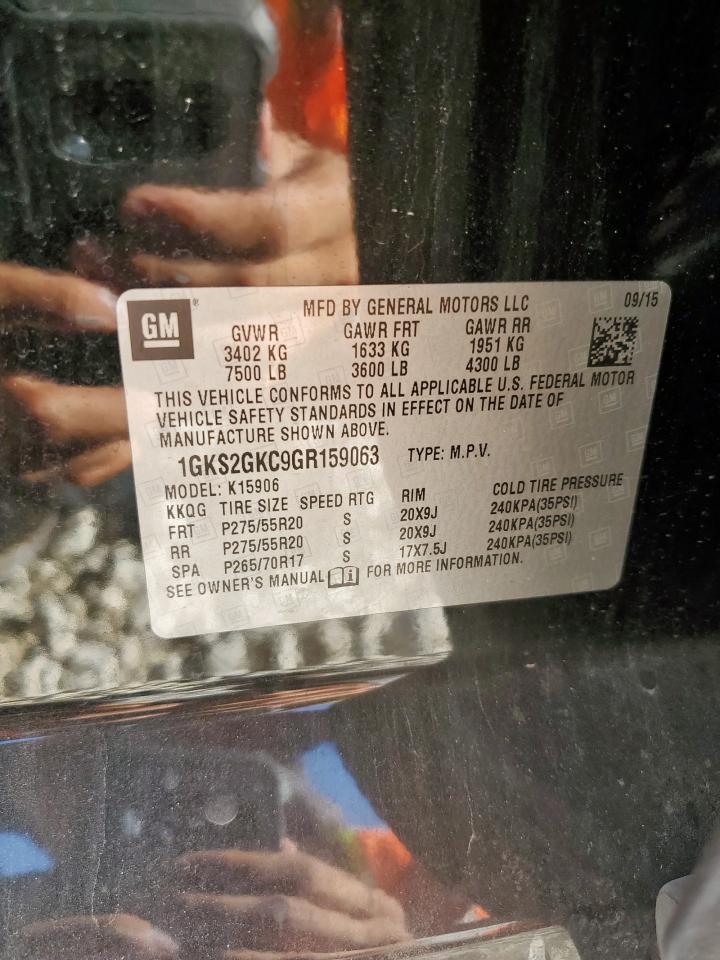 GM®
MFD BY GENERAL MOTORS LLC 09/15
GVWR GAWR FRT GAWR RR
3402 KG 1633 KG 1951 KG
7500 LB 3600 LB 4300 LB
THIS VEHICLE CONFORMS TO ALL APPLICABLE U.S. FEDERAL MOTOR
VEHICLE SAFETY STANDARDS IN EFFECT ON THE DATE OF
MANUFACTURE SHOWN ABOVE.
1GKS2GKC9GR159063 TYPE: M.P.V.
MODEL: K15906
KKQG TIRE SIZE SPEED RTG RIM COLD TIRE PRESSURE
FRT P275/55R20 S 20X9J 240KPA(35PSI)
RR P275/55R20 S 20X9J 240KPA(35PSI)
SPA P265/70R17 S 17X7.5J 240KPA(35PSI)
SEE OWNER'S MANUAL FOR MORE INFORMATION.